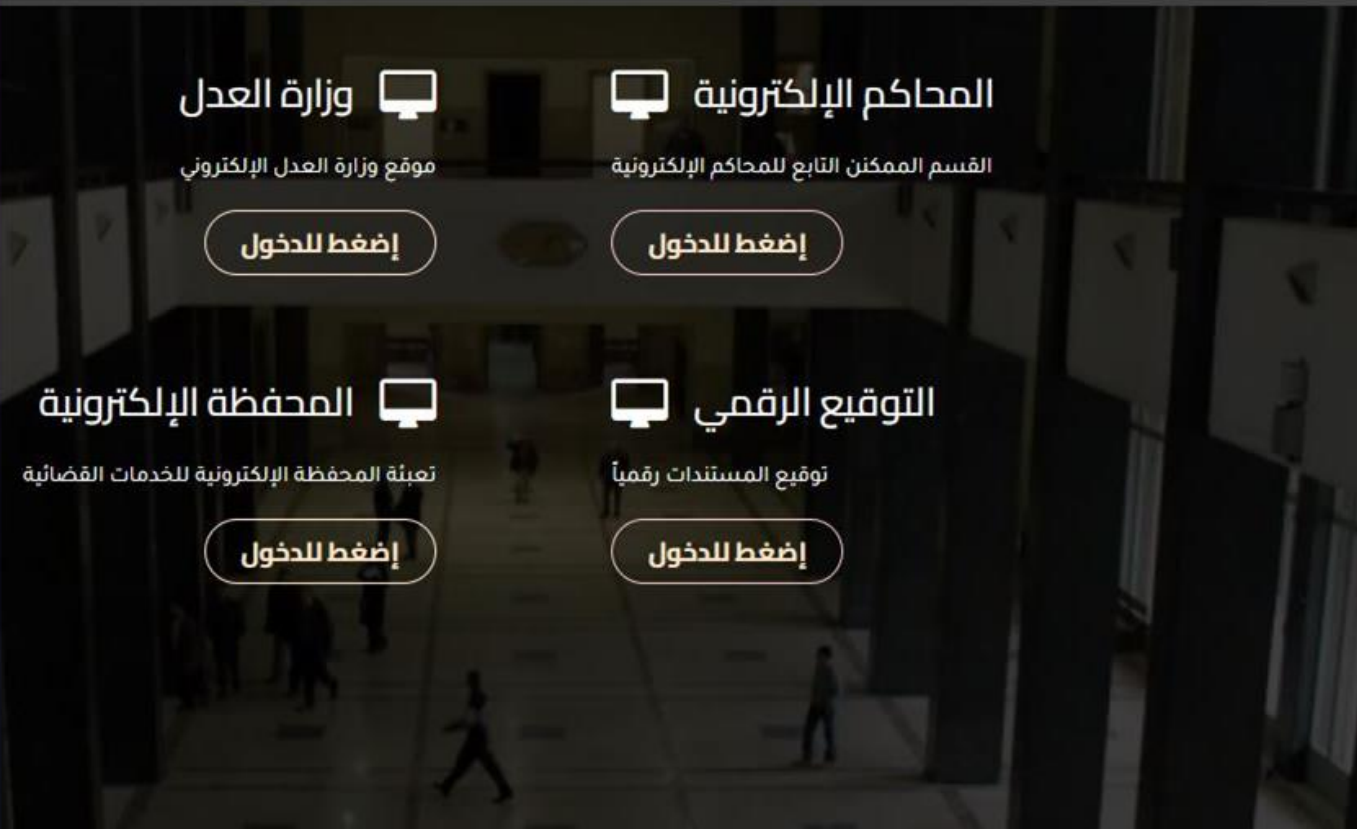 المحاكم الإلكترونية
القسم الممكنن التابع للمحاكم الإلكترونية
إضغط للدخول
وزارة العدل
موقع وزارة العدل الإلكتروني
إضغط للدخول
التوقيع الرقمي
توقيع المستندات رقمياً
إضغط للدخول
المحفظة الإلكترونية
تعبئة المحفظة الإلكترونية للخدمات القضائية
إضغط للدخول